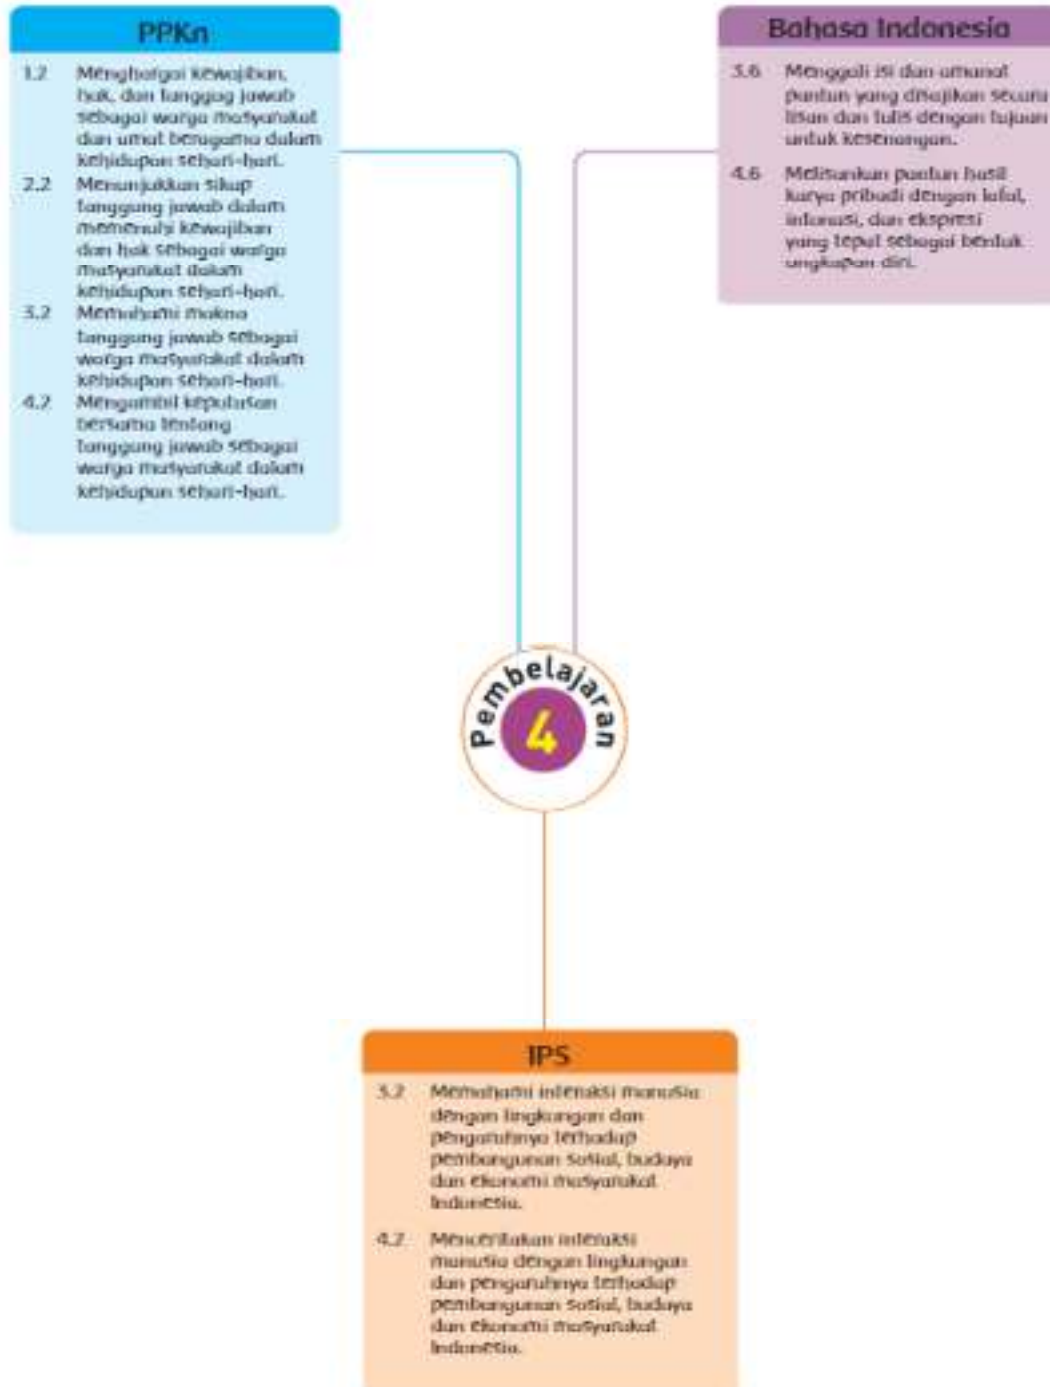 PPKn
1.2 Menghargai kewajiban,
hak, dan tanggag jawab
sebagai warga masyarakat
dan umat beragama dalam
kehidupan sehari-hari.
2.2 Menunjukkan sikap
tanggung jawab dalam
memenuhi kewajiban
dan hak sebagai warga
masyarakat dalam
kehidupan sehari-hari.
3.2 Memahami makna
tanggung jawab sebagai
warga masyarakat dalam
kehidupan sehari-hari.
4.2 Mengambil keputusan
bersama tentang
tanggung jawab sebagai
warga masyarakat dalam
kehidupan sehari-hari.
Bahasa Indonesia
3.6 Menggali isi dan amanat
pantun yang disajikan secara
lisan dan tulis dengan tujuan
untuk kesenangan.
4.6 Melisankan pantun hasil
karya pribadi dengan lafal,
intonasi, dan ekspresi
yang tepat sebagai bentuk
ungkapan diri.
Pembelajaran
4
IPS
3.2 Memahami interaksi manusia
dengan lingkungan dan
pengaruhnya terhadap
pembangunan sosial, budaya
dan ekonomi masyarakat
Indonesia.
4.2 Menceritakan interaksi
manusia dengan lingkungan
dan pengaruhnya terhadap
pembangunan sosial, budaya
dan ekonomi masyarakat
Indonesia.